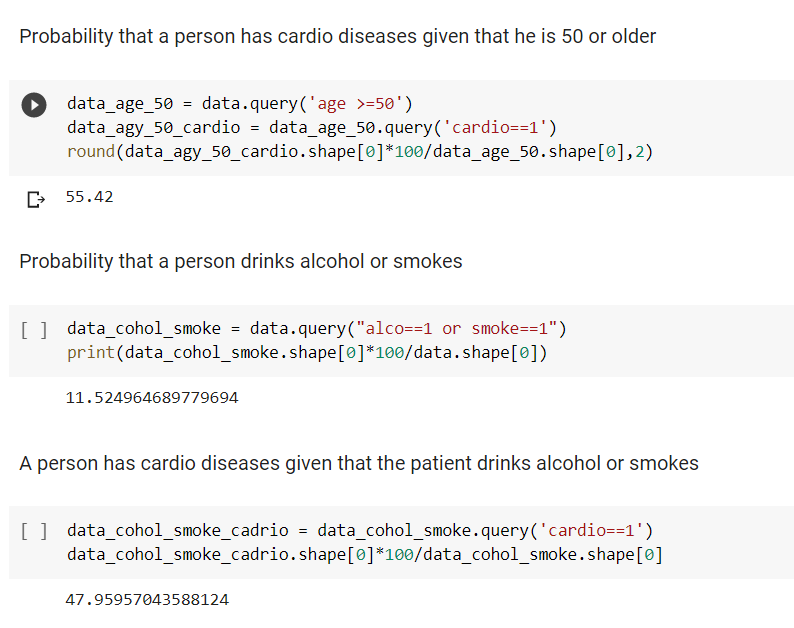 Probability that a person has cardio diseases given that he is 50 or older
data_age_50 = data.query('age >=50')
data_agy_50_cardio = data_age_50.query('cardio==1')
round(data_agy_50_cardio.shape[0]*100/data_age_50.shape[0],2)
55.42
Probability that a person drinks alcohol or smokes
[ ] data_cohol_smoke = data.query("alco==1 or smoke==1")
print(data_cohol_smoke.shape[0]*100/data.shape[0])
11.524964689779694
A person has cardio diseases given that the patient drinks alcohol or smokes
[ ] data_cohol_smoke_cadrio = data_cohol_smoke.query('cardio==1')
data_cohol_smoke_cadrio.shape[0]*100/data_cohol_smoke.shape[0]
47.95957043588124